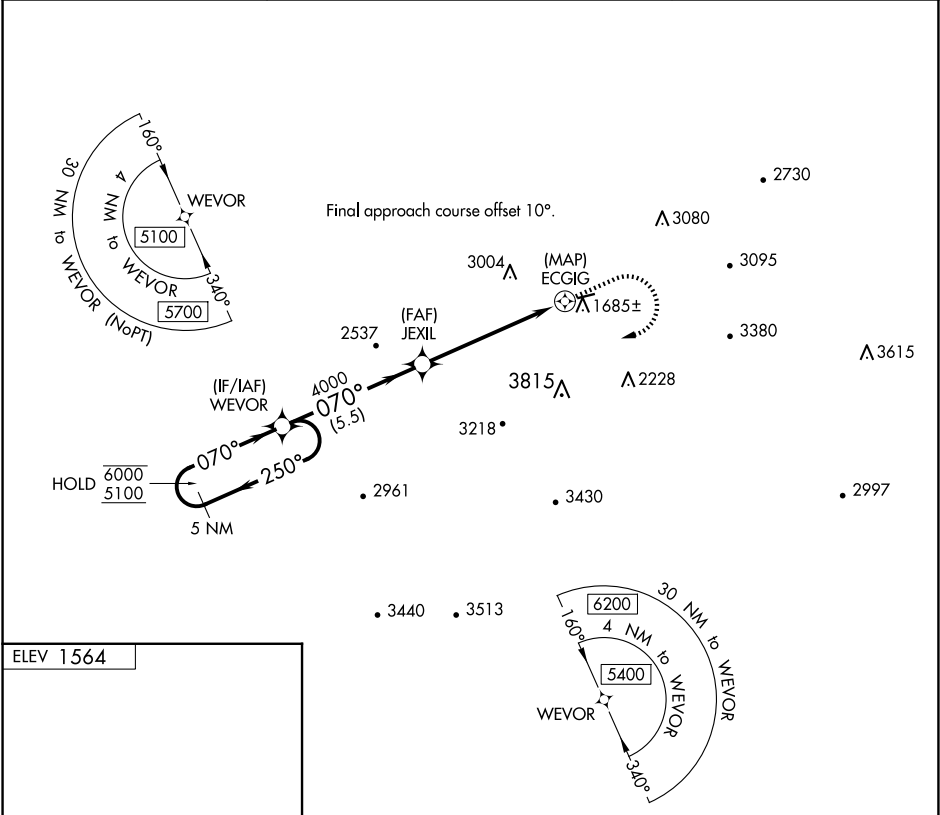 160°
30 NM to WEVOR (NoPT)
4 NM to WEVOR
WEVOR
5100
5700
340°
Final approach course offset 10°.
2730
3080
3004
(MAP)
ECGIG
3095
1685±
2537
(FAF)
JEXIL
3380
3615
(IF/IAF)
WEVOR
4000
070°
(5.5)
3815
2228
3218
070°
250°
HOLD
6000
5100
5 NM
2961
3430
2997
3440
3513
160°
6200
30 NM to WEVOR
4 NM to WEVOR
5400
WEVOR
340°
ELEV 1564